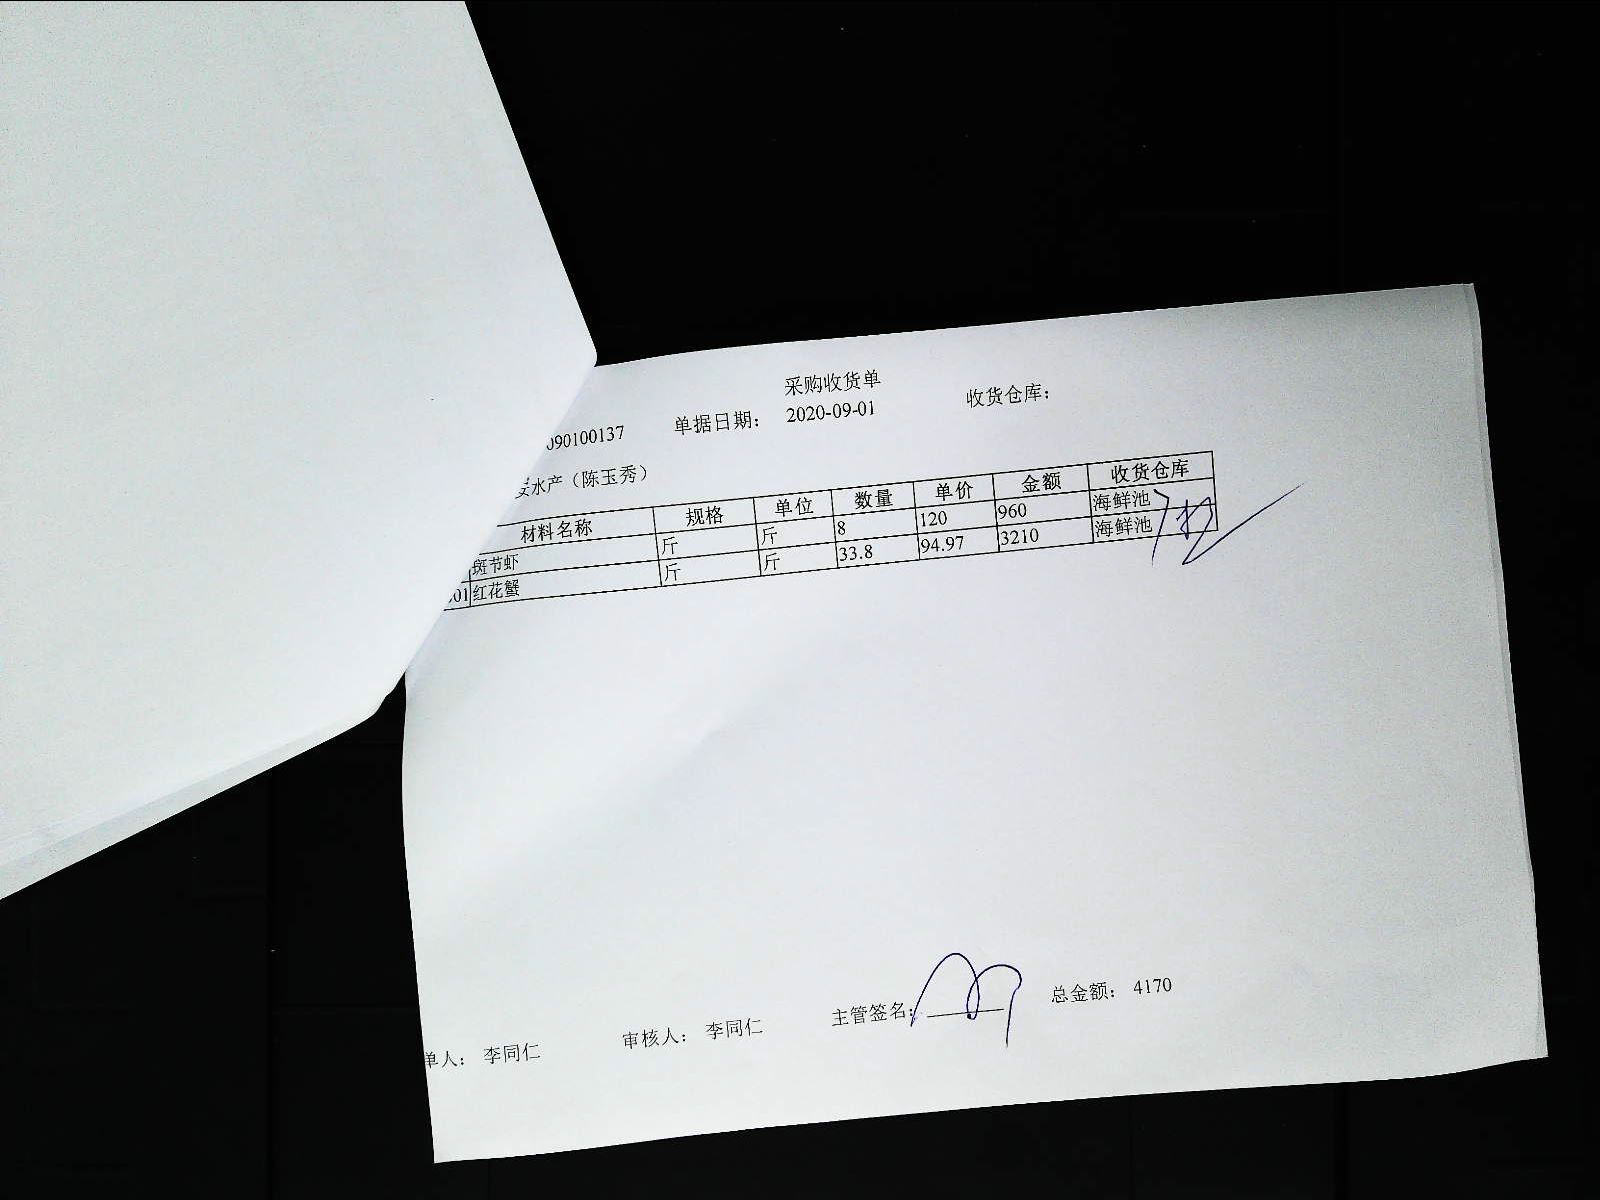 采购收货单
090100137 单据日期： 2020-09-01 收货仓库：
水产（陈玉秀）
材料名称 规格 单位 数量 单价 金额 收货仓库
斑节虾 斤 斤 8 120 960 海鲜池
01 红花蟹 斤 斤 33.8 94.97 3210 海鲜池
单人： 李同仁 审核人： 李同仁 主管签名： 总金额： 4170